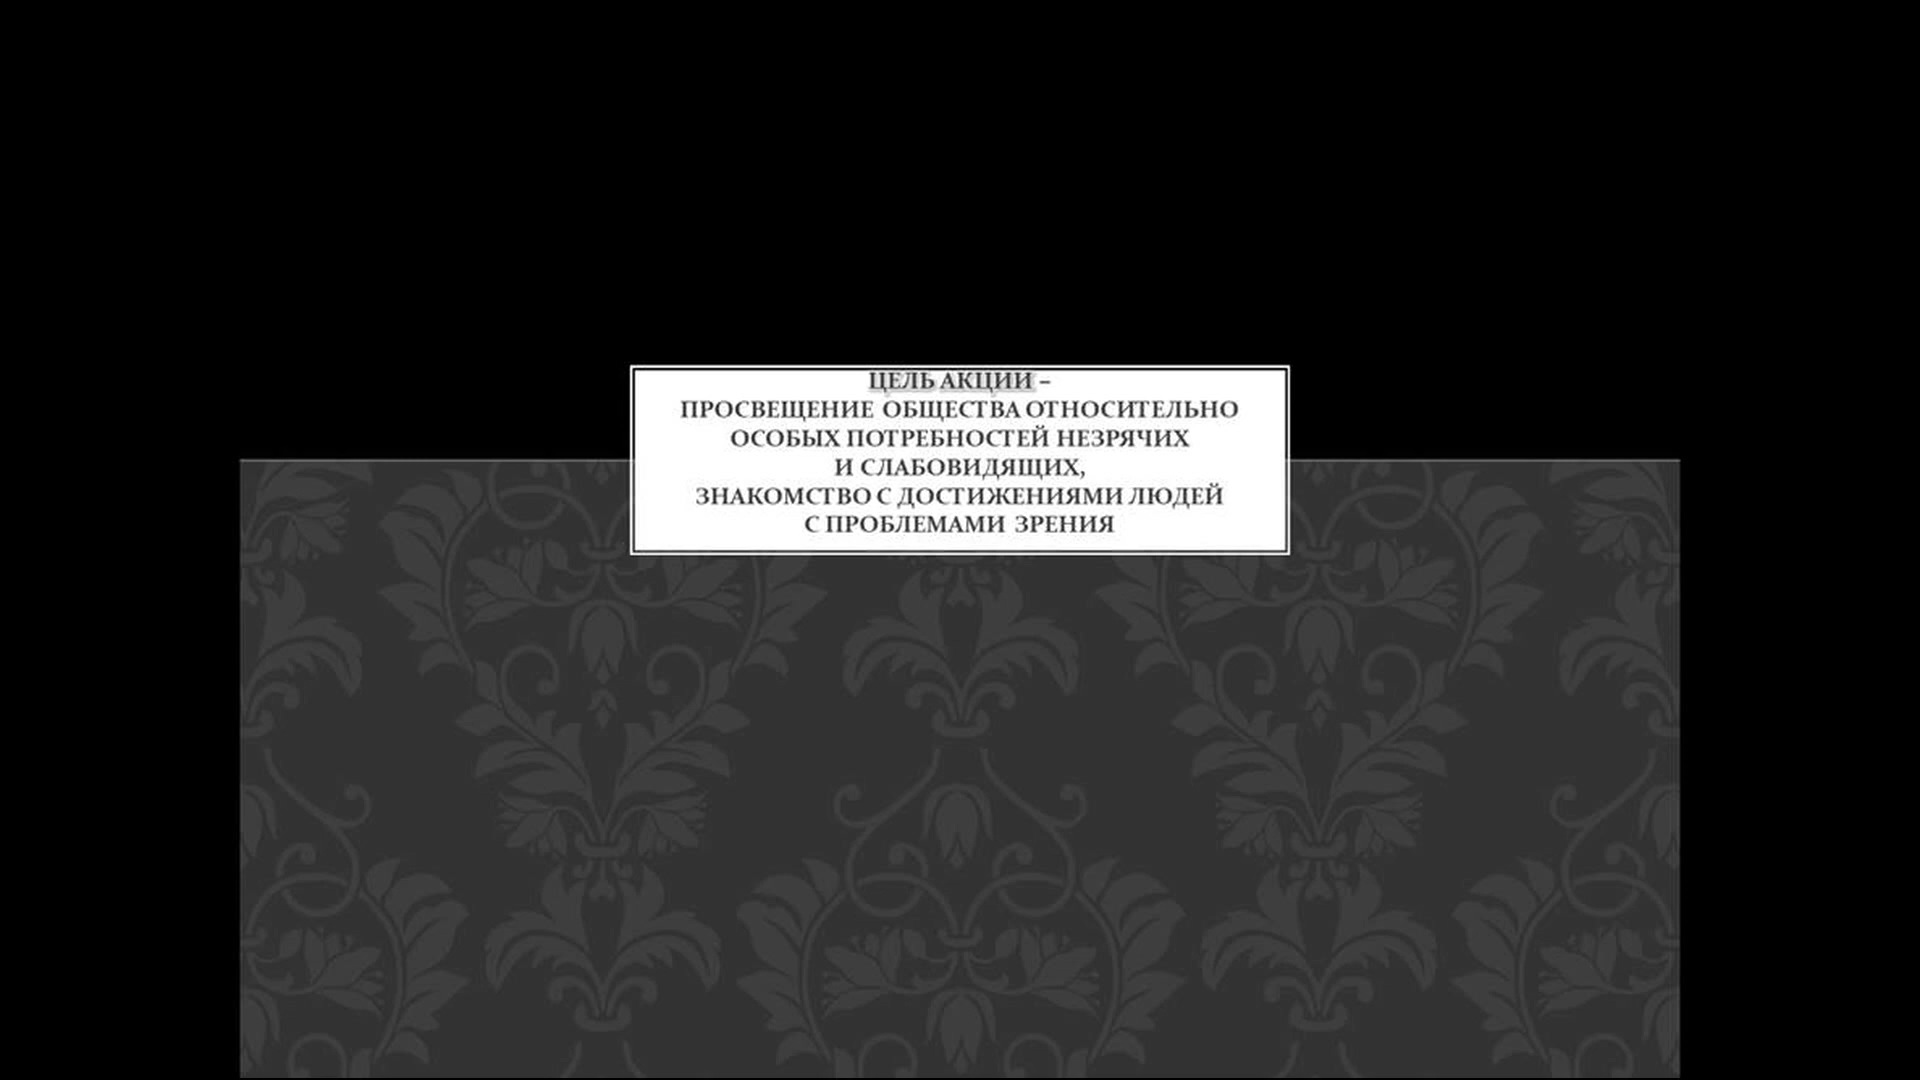 ЦЕЛЬ АКЦИИ –
ПРОСВЕЩЕНИЕ ОБЩЕСТВА ОТНОСИТЕЛЬНО
ОСОБЫХ ПОТРЕБНОСТЕЙ НЕЗРЯЧИХ
И СЛАБОВИДЯЩИХ,
ЗНАКОМСТВО С ДОСТИЖЕНИЯМИ ЛЮДЕЙ
С ПРОБЛЕМАМИ ЗРЕНИЯ